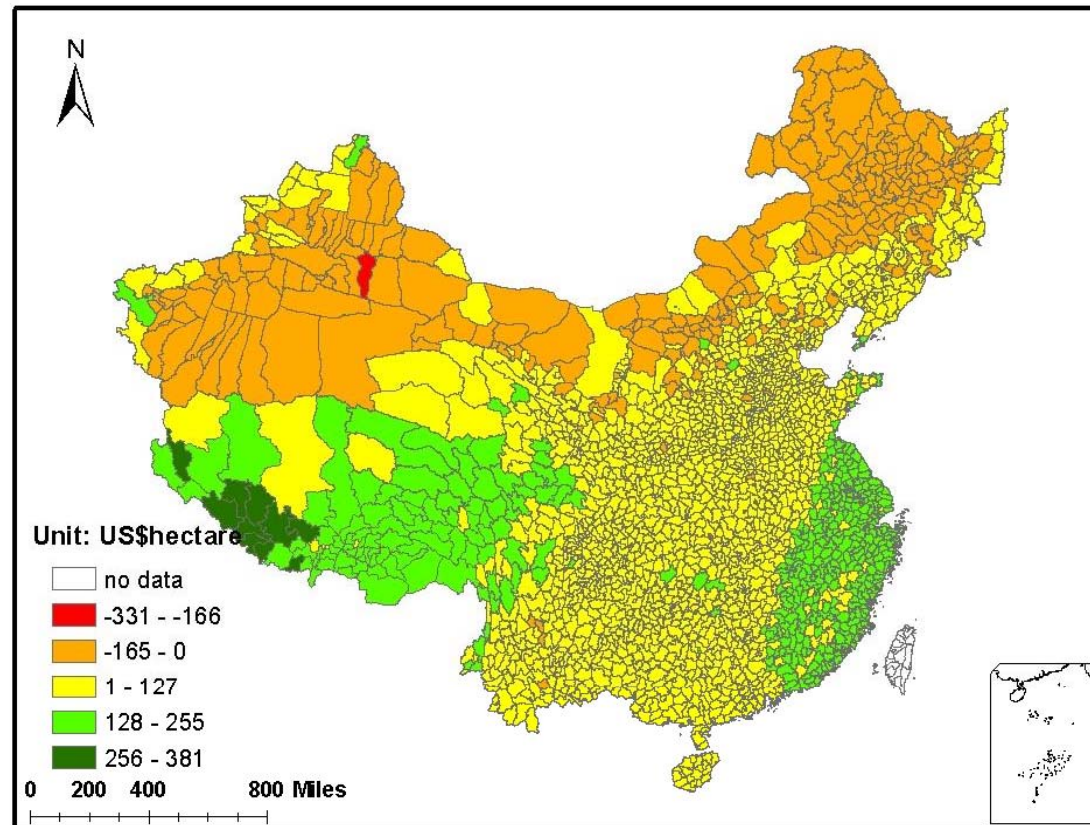 N
Unit: US$hectare
no data
-331 - -166
-165 - 0
1 - 127
128 - 255
256 - 381
0 200 400 800 Miles